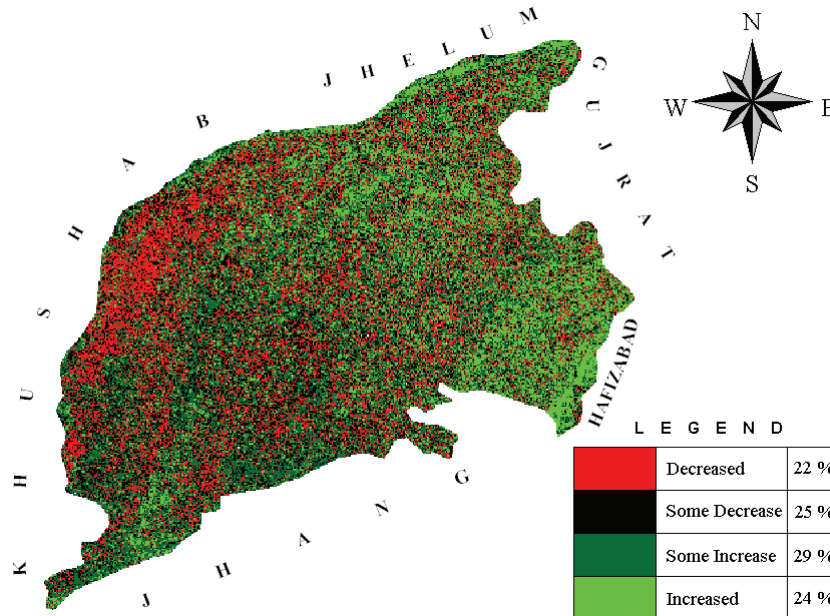 J H E L U M
G U J R A T
K H U S H A B
HAFIZABAD
J H A N G
N
W
E
S
L E G E N D
Decreased 22 %
Some Decrease 25 %
Some Increase 29 %
Increased 24 %